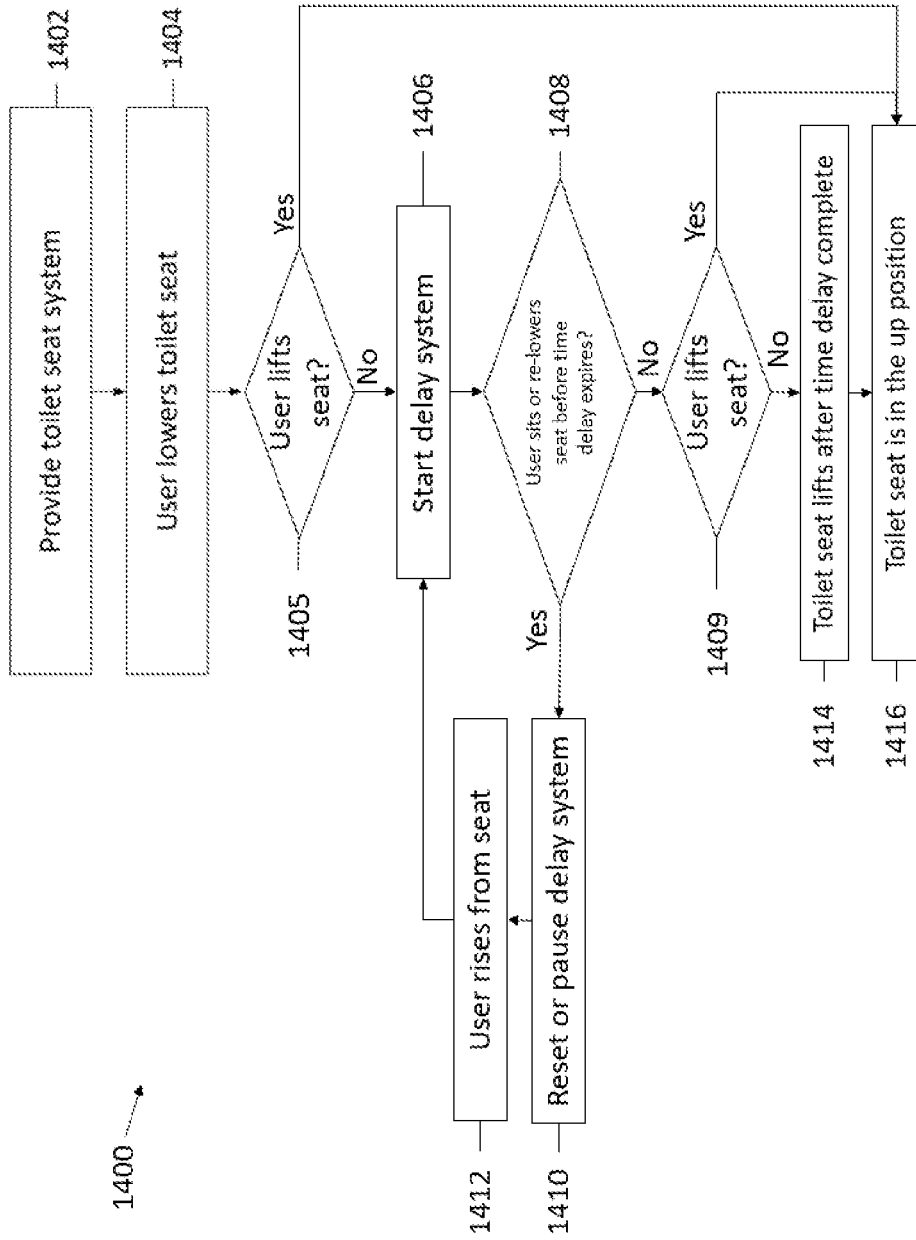 1400
Provide toilet seat system
1402
User lowers toilet seat
1404
User lifts
seat?
1405
Yes
No
Start delay system
1406
User sits or re-lowers
seat before time
delay expires?
1408
Yes
No
Reset or pause delay system
1410
User rises from seat
1412
User lifts
seat?
1409
Yes
No
Toilet seat lifts after time delay complete
1414
Toilet seat is in the up position
1416